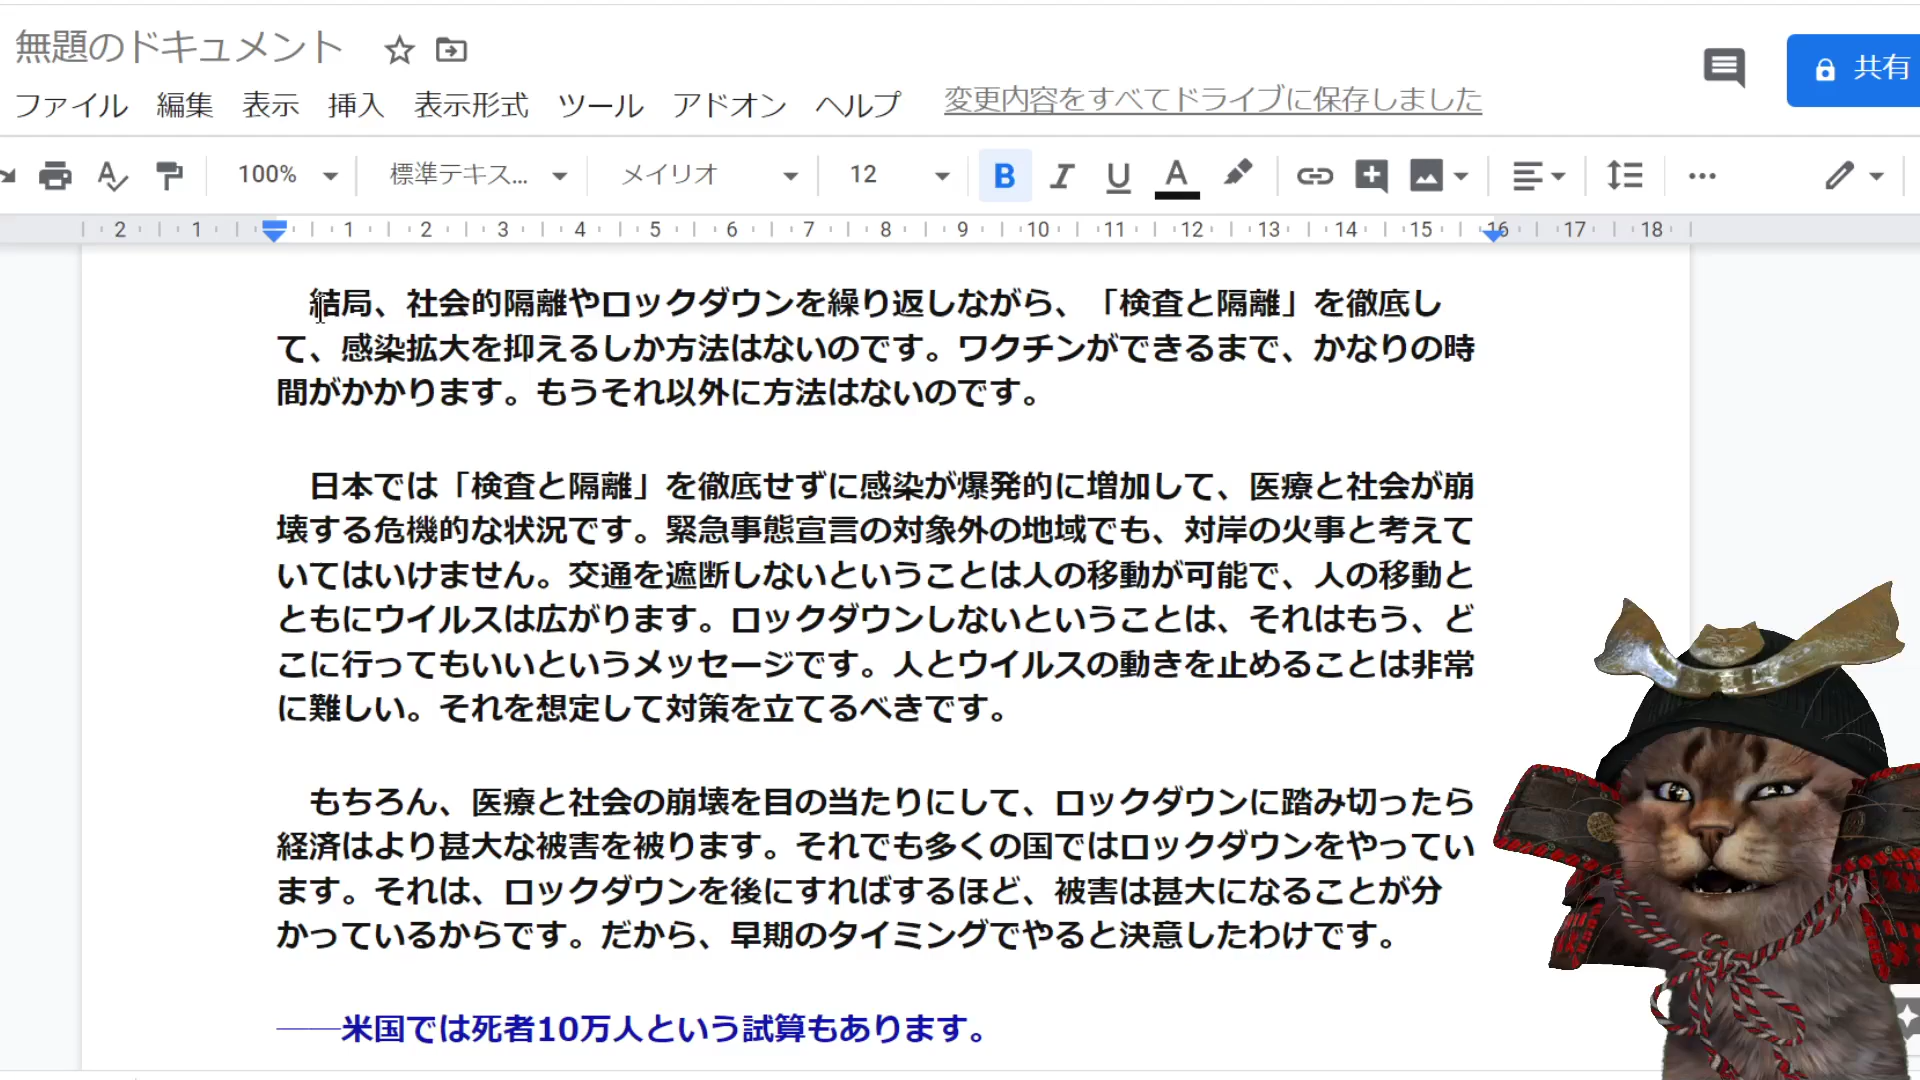 無題のドキュメント
共有
ファイル 編集 表示 挿入 表示形式 ツール アドオン ヘルプ 変更内容をすべてドライブに保存しました
100% 標準テキス... メイリオ 12 B I U A
2 1 1 2 3 4 5 6 7 8 9 10 11 12 13 14 15 16 17 18
結局、社会的隔離やロックダウンを繰り返しながら、「検査と隔離」を徹底し
て、感染拡大を抑えるしか方法はないのです。ワクチンができるまで、かなりの時
間がかかります。もうそれ以外に方法はないのです。
日本では「検査と隔離」を徹底せずに感染が爆発的に増加して、医療と社会が崩
壊する危機的な状況です。緊急事態宣言の対象外の地域でも、対岸の火事と考えて
いてはいけません。交通を遮断しないということは人の移動が可能で、人の移動と
ともにウイルスは広がります。ロックダウンしないということは、それはもう、ど
こに行ってもいいというメッセージです。人とウイルスの動きを止めることは非常
に難しい。それを想定して対策を立てるべきです。
もちろん、医療と社会の崩壊を目の当たりにして、ロックダウンに踏み切ったら
経済はより甚大な被害を被ります。それでも多くの国ではロックダウンをやってい
ます。それは、ロックダウンを後にすればするほど、被害は甚大になることが分
かっているからです。だから、早期のタイミングでやると決意したわけです。
――米国では死者10万人という試算もあります。